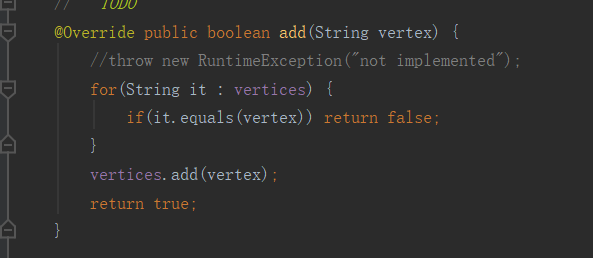 // TODO
@Override public boolean add(String vertex) {
//throw new RuntimeException("not implemented");
for(String it : vertices) {
if(it.equals(vertex)) return false;
}
vertices.add(vertex);
return true;
}